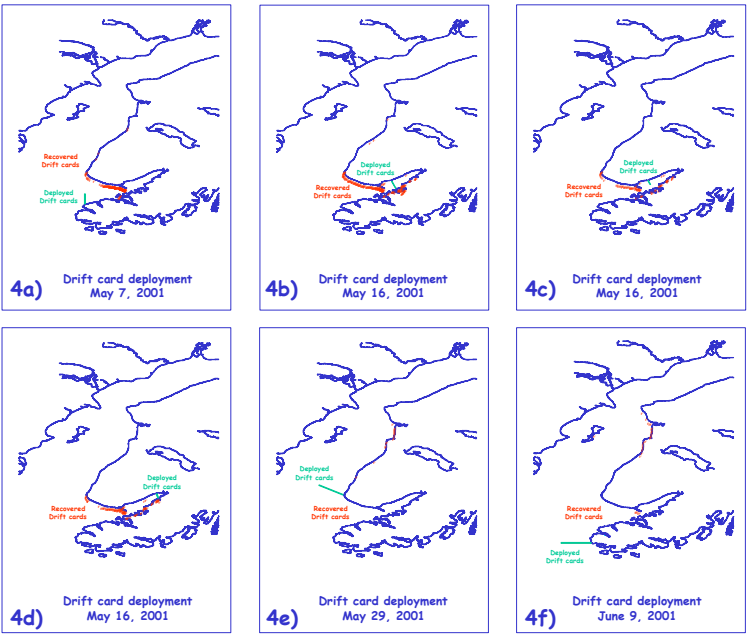 Recovered
Drift cards
Deployed
Drift cards
4a)
Drift card deployment
May 7, 2001
Deployed
Drift cards
Recovered
Drift cards
4b)
Drift card deployment
May 16, 2001
Deployed
Drift cards
Recovered
Drift cards
4c)
Drift card deployment
May 16, 2001
Deployed
Drift cards
Recovered
Drift cards
4d)
Drift card deployment
May 16, 2001
Deployed
Drift cards
Recovered
Drift cards
4e)
Drift card deployment
May 29, 2001
Recovered
Drift cards
Deployed
Drift cards
4f)
Drift card deployment
June 9, 2001